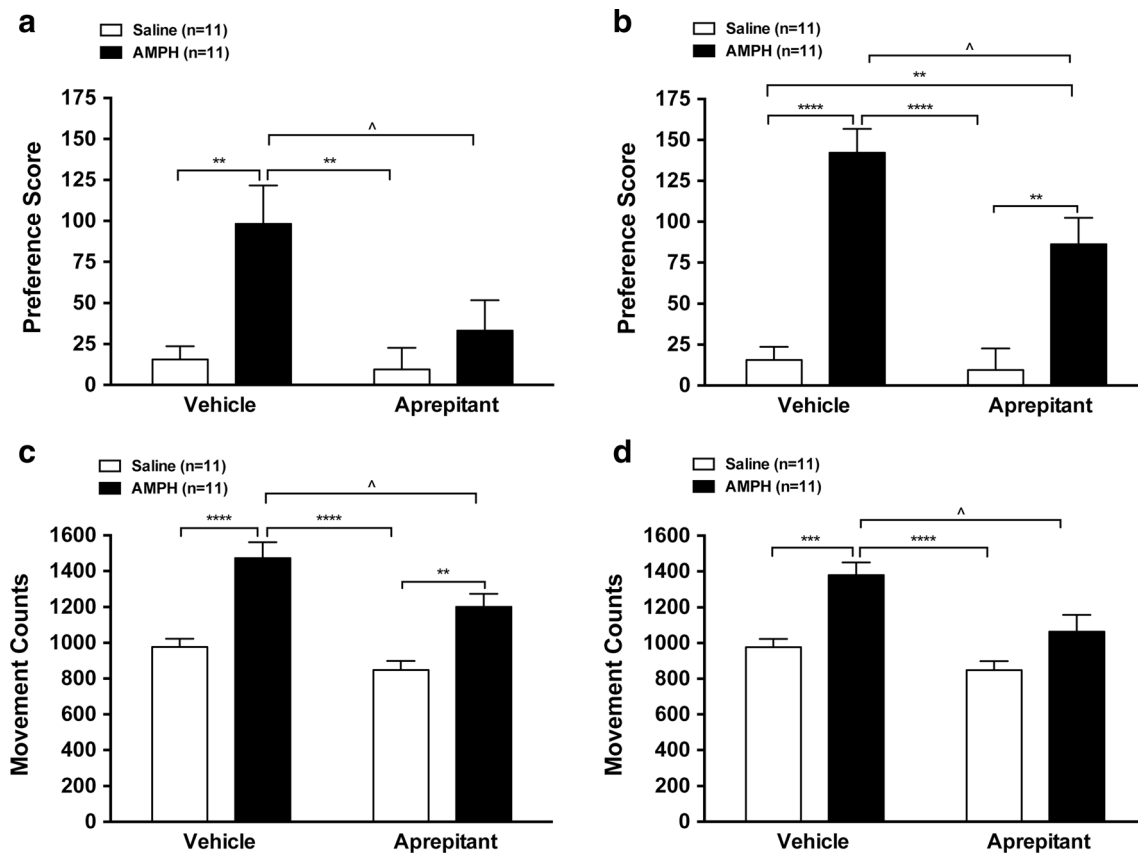 a
Saline (n=11)
AMPH (n=11)
Preference Score
175
150
125
100
75
50
25
0
**
**
^
Vehicle
Aprepitant
b
Saline (n=11)
AMPH (n=11)
Preference Score
175
150
125
100
75
50
25
0
^
**
****
****
**
Vehicle
Aprepitant
c
Saline (n=11)
AMPH (n=11)
Movement Counts
1600
1400
1200
1000
800
600
400
200
0
^
****
****
**
Vehicle
Aprepitant
d
Saline (n=11)
AMPH (n=11)
Movement Counts
1600
1400
1200
1000
800
600
400
200
0
^
***
****
Vehicle
Aprepitant